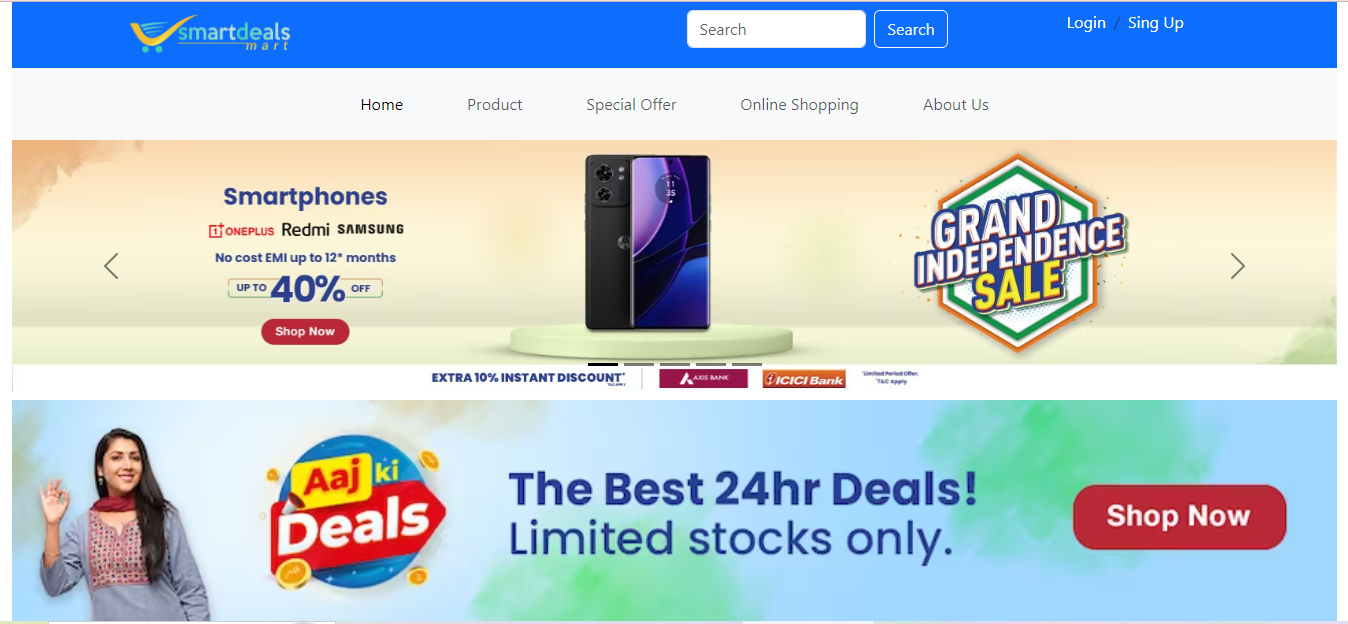 smartdeals
mart
Search
Search
Login / Sing Up
Home
Product
Special Offer
Online Shopping
About Us
Smartphones
ONEPLUS Redmi SAMSUNG
No cost EMI up to 12* months
UP TO 40% OFF
Shop Now
11
35
GRAND
INDEPENDENCE
SALE
EXTRA 10% INSTANT DISCOUNT*
T&C APPLY
AXIS BANK
ICICI Bank
*Limited Period Offer.
*T&C Apply
Aaj ki
Deals
The Best 24hr Deals!
Limited stocks only.
Shop Now